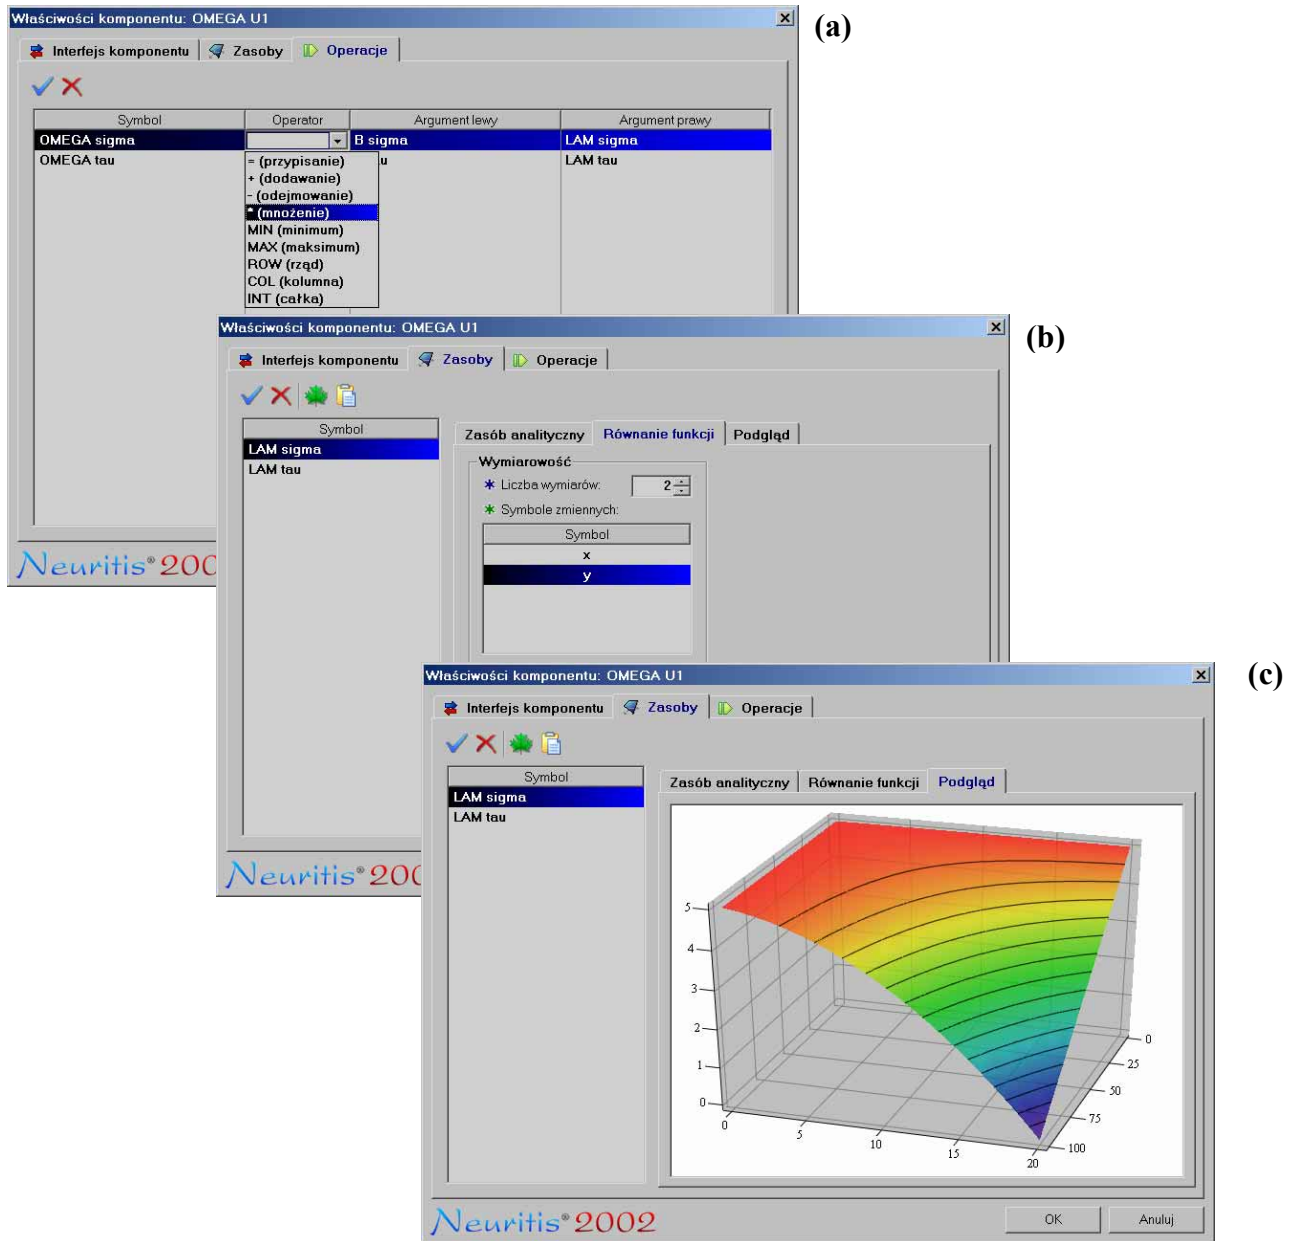 Właściwości komponentu: OMEGA U1
(a)
Interfejs komponentu Zasoby Operacje
Symbol Operator Argument lewy Argument prawy
OMEGA sigma B sigma LAM sigma
OMEGA tau u LAM tau
= (przypisanie)
+ (dodawanie)
- (odejmowanie)
* (mnożenie)
MIN (minimum)
MAX (maksimum)
ROW (rząd)
COL (kolumna)
INT (całka)
Neuritis® 200
Właściwości komponentu: OMEGA U1
(b)
Interfejs komponentu Zasoby Operacje
Symbol
LAM sigma
LAM tau
Zasób analityczny Równanie funkcji Podgląd
Wymiarowość
* Liczba wymiarów: 2
* Symbole zmiennych:
Symbol
x
y
Neuritis® 200
Właściwości komponentu: OMEGA U1
(c)
Interfejs komponentu Zasoby Operacje
Symbol
LAM sigma
LAM tau
Zasób analityczny Równanie funkcji Podgląd
5
4
3
2
1
0
0 5 10 15 20
0
25
50
75
100
Neuritis® 2002
OK Anuluj